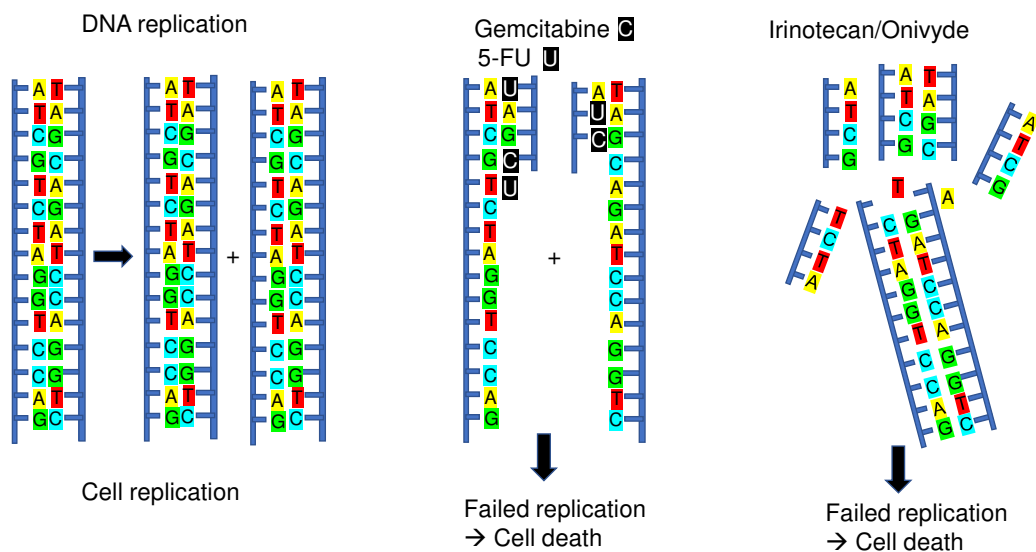 DNA replication
A T
T A
C G
G C
T A
C G
T A
A T
G C
G C
T A
C G
C G
A T
G C
A T
T A
C G
G C
T A
C G
T A
A T
G C
G C
T A
C G
C G
A T
G C
+
A T
T A
C G
G C
T A
C G
T A
A T
G C
G C
T A
C G
C G
A T
G C
Cell replication
Gemcitabine C
5-FU U
A U
T A
C G
G C
T U
C
T
A
G
G
T
C
C
A
G
+
A T
U A
C G
C
A
G
A
T
C
C
A
G
G
T
C
Failed replication
→ Cell death
Irinotecan/Onivyde
A
T
C
G
A T
T A
C G
G C
A
T
C
G
T A
T
C
T
A
C G
T A
A T
G C
G C
T A
C G
C G
A T
G C
Failed replication
→ Cell death